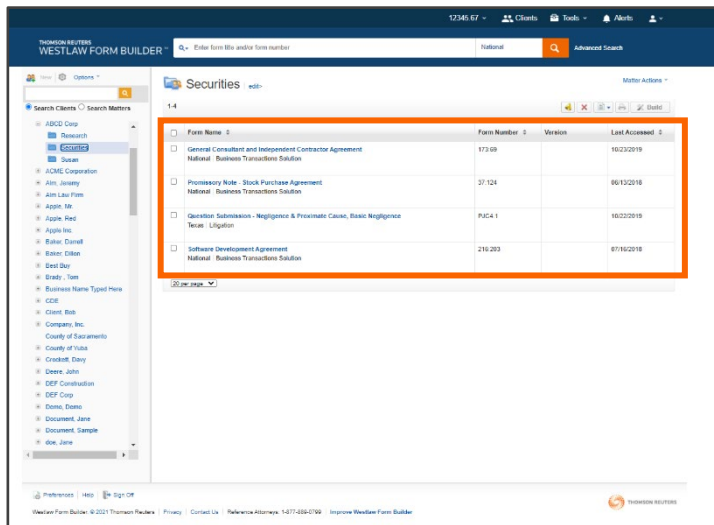 12345.67 Clients Tools Alerts
THOMSON REUTERS
WESTLAW FORM BUILDER™ Enter form title and/or form number National Advanced Search
New Options
Search Clients Search Matters
ABCD Corp
Research
Securities
Susan
ACME Corporation
Alm, Jeremy
Alm Law Firm
Apple, Mr.
Apple, Red
Apple Inc.
Baker, Darrell
Baker, Dillon
Best Buy
Brady , Tom
Business Name Typed Here
CDE
Client, Bob
Company, Inc.
County of Sacramento
County of Yuba
Crockett, Davy
Deere, John
DEF Construction
DEF Corp
Demo, Demo
Document, Jane
Document, Sample
doe, Jane
Securities edit> Matter Actions
1-4 Build
Form Name Form Number Version Last Accessed
General Consultant and Independent Contractor Agreement 173:69 10/23/2019
National | Business Transactions Solution
Promissory Note - Stock Purchase Agreement 37:124 06/13/2018
National | Business Transactions Solution
Question Submission - Negligence & Proximate Cause, Basic Negligence PJC4.1 10/22/2019
Texas | Litigation
Software Development Agreement 216:203 07/16/2018
National | Business Transactions Solution
20 per page
Preferences | Help | Sign Off
Westlaw Form Builder. © 2021 Thomson Reuters | Privacy | Contact Us | Reference Attorneys: 1-877-689-0799 | Improve Westlaw Form Builder
THOMSON REUTERS